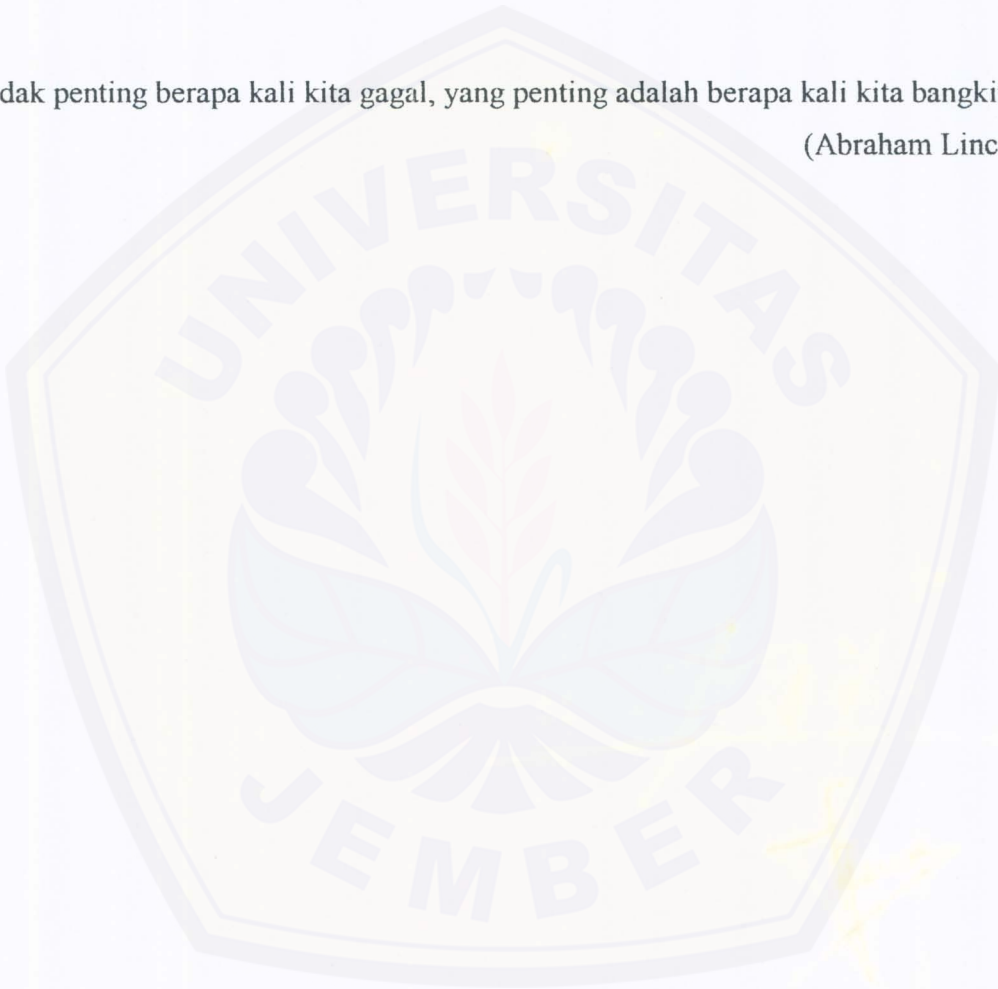 dak penting berapa kali kita gagal, yang penting adalah berapa kali kita bangki
(Abraham Linc
UNIVERSITAS
JEMBER